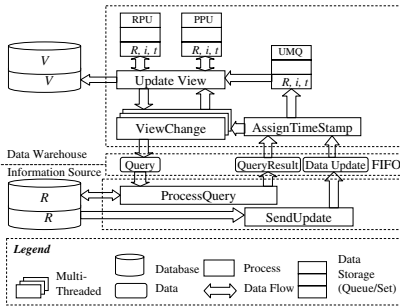 RPU PPU UMQ
R, i, t R, i, t R, i, t
V
V
Update View
ViewChange
AssignTimeStamp
Data Warehouse
Query QueryResult Data Update FIFO
Information Source
R
R
ProcessQuery
SendUpdate
Legend
Multi-
Threaded
Database
Data
Process
Data Flow
Data
Storage
(Queue/Set)